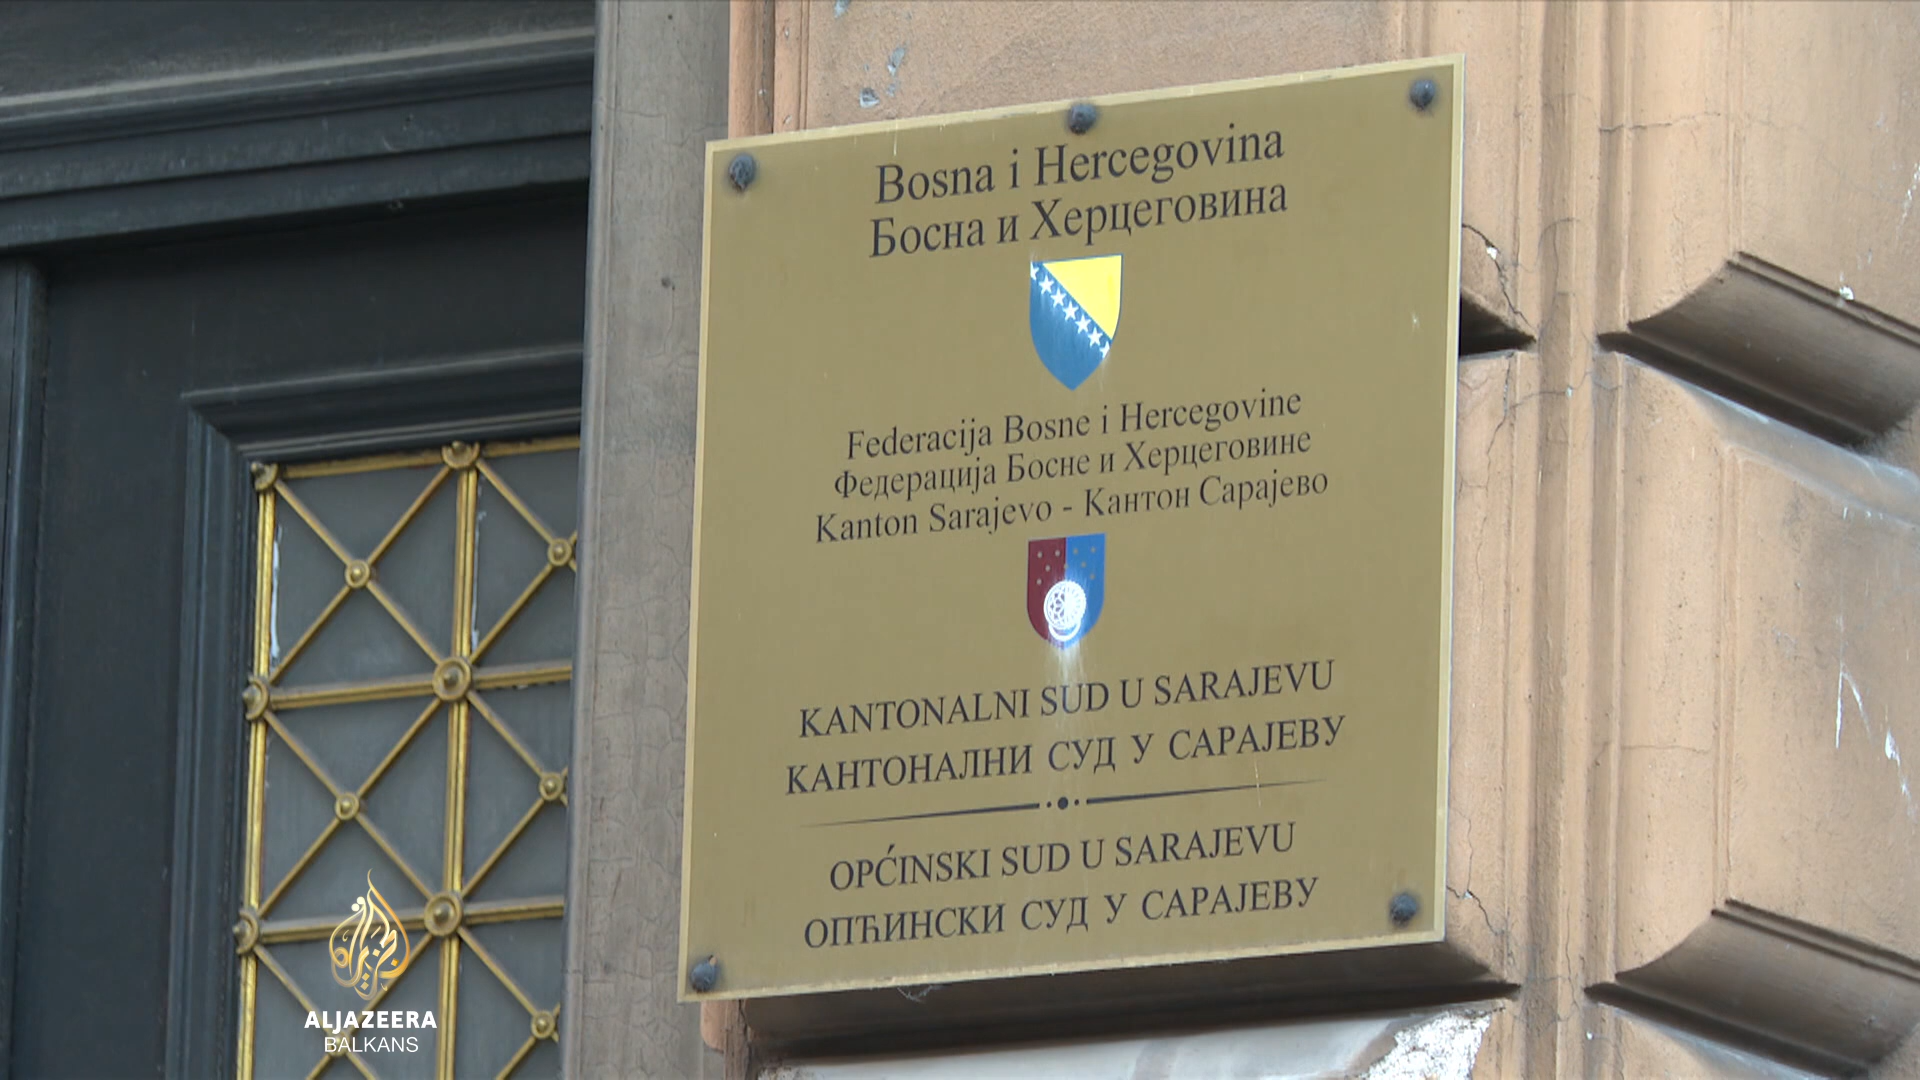 Bosna i Hercegovina
Босна и Херцеговина
Federacija Bosne i Hercegovine
Федерација Босне и Херцеговине
Kanton Sarajevo - Кантон Сарајево
KANTONALNI SUD U SARAJEVU
КАНТОНАЛНИ СУД У САРАЈЕВУ
OPĆINSKI SUD U SARAJEVU
ОПЋИНСКИ СУД У САРАЈЕВУ
ALJAZEERA
BALKANS